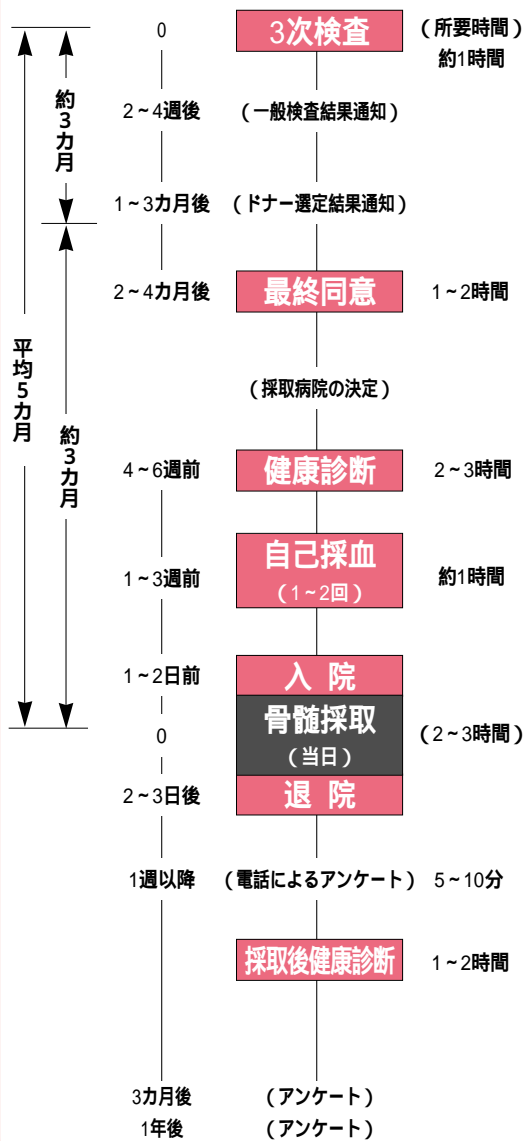 0 3次検査 (所要時間)
約1時間
約3カ月
2~4週後 (一般検査結果通知)
1~3カ月後 (ドナー選定結果通知)
2~4カ月後 最終同意 1~2時間
平均5カ月
(採取病院の決定)
約3カ月
4~6週前 健康診断 2~3時間
1~3週前 自己採血 約1時間
(1~2回)
1~2日前 入 院
0 骨髄採取 (2~3時間)
(当日)
2~3日後 退 院
1週以降 (電話によるアンケート) 5~10分
採取後健康診断 1~2時間
3カ月後 (アンケート)
1年後 (アンケート)